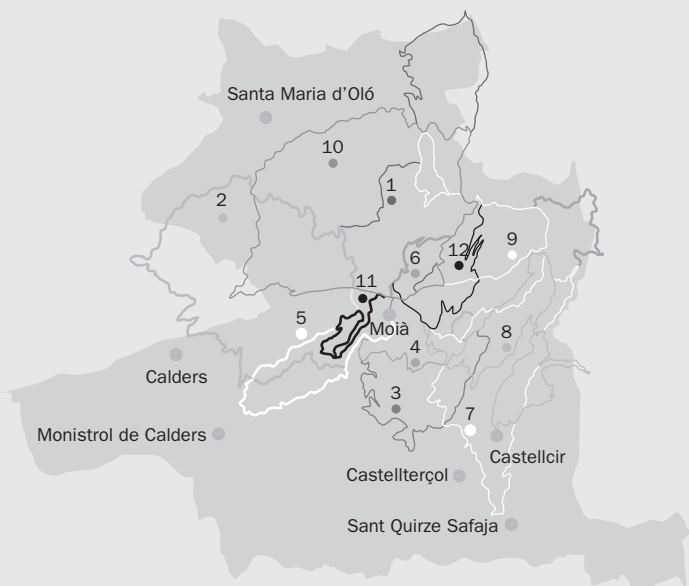 Santa Maria d'Oló
10
1
2
9
12
6
11
5
Moià
8
4
Calders
3
7
Monistrol de Calders
Castellcir
Castellterçol
Sant Quirze Safaja